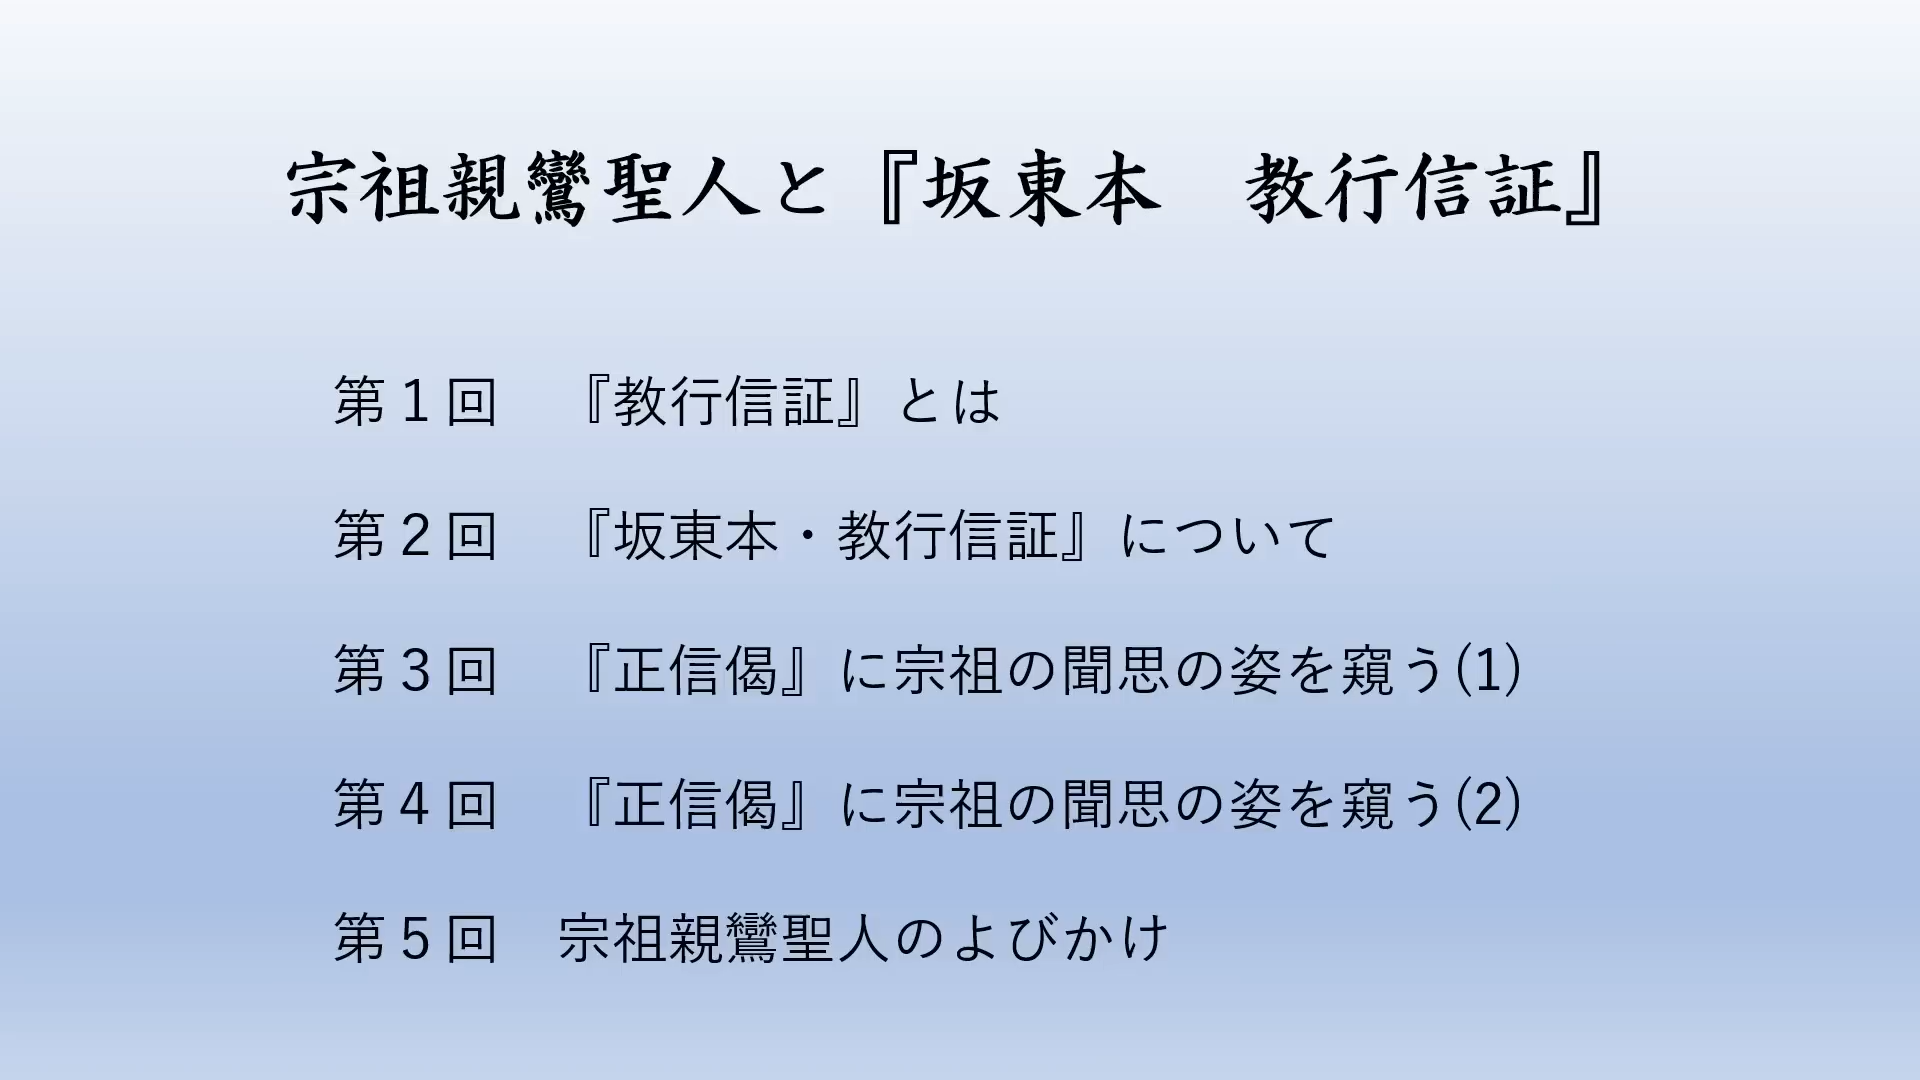 宗祖親鸞聖人と『坂東本　教行信証』
第１回　『教行信証』とは
第２回　『坂東本・教行信証』について
第３回　『正信偈』に宗祖の聞思の姿を窺う(1)
第４回　『正信偈』に宗祖の聞思の姿を窺う(2)
第５回　宗祖親鸞聖人のよびかけ